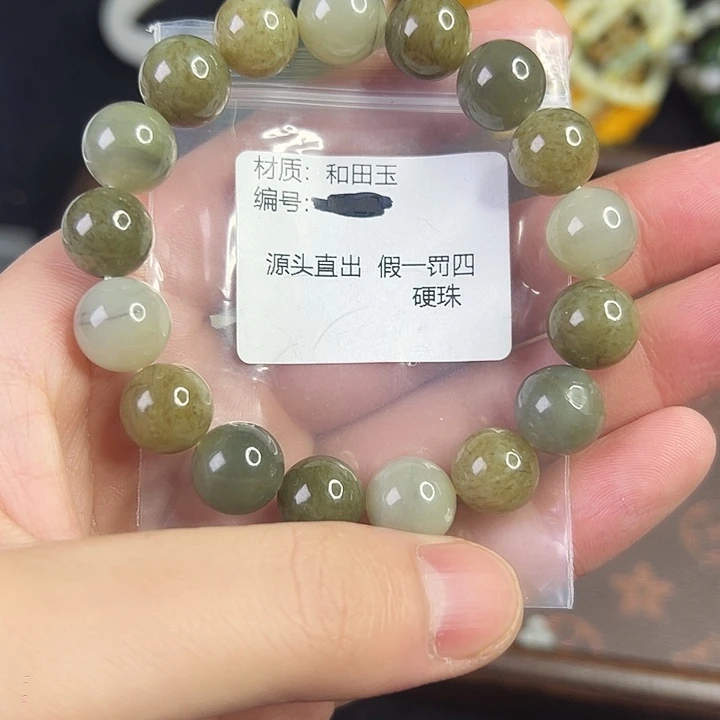 材质：和田玉
编号：
源头直出 假一罚四
硬珠